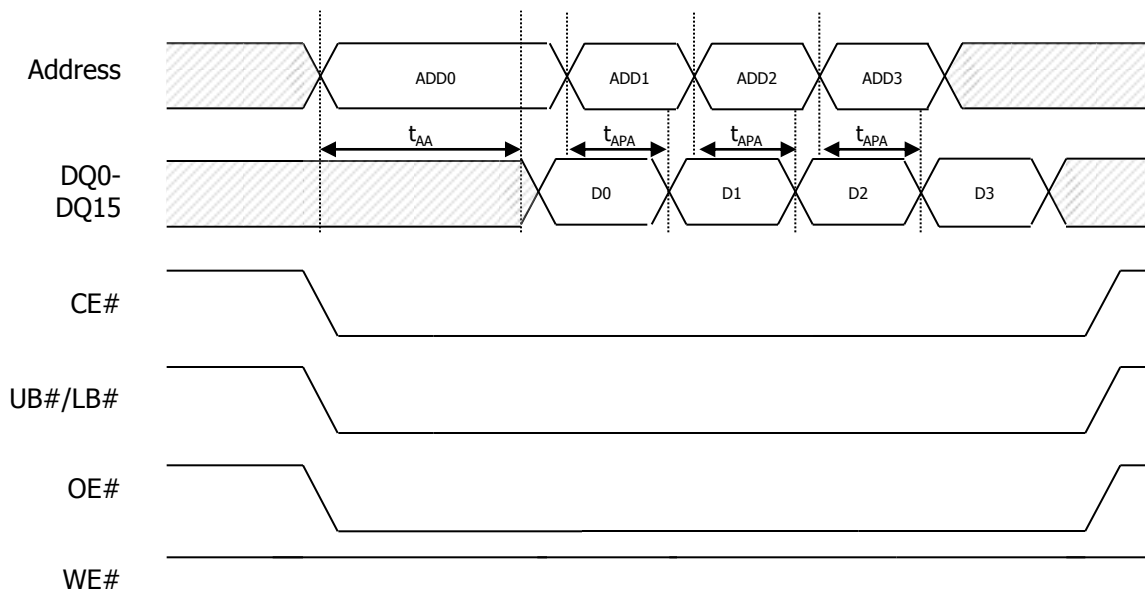 Address
ADD0
ADD1
ADD2
ADD3
tAA
tAPA
tAPA
tAPA
DQ0-
DQ15
D0
D1
D2
D3
CE#
UB#/LB#
OE#
WE#